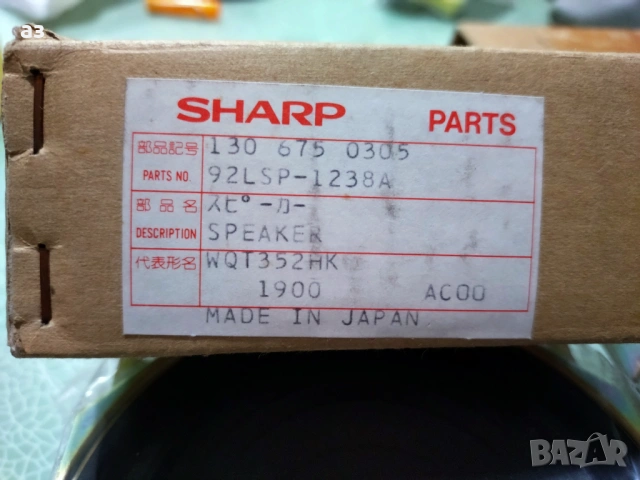 a3
SHARP PARTS
部品記号 130 675 0305
PARTS NO. 92LSP-1238A
部品名 スピーカー
DESCRIPTION SPEAKER
代表形名 WQT352HK
1900 AC00
MADE IN JAPAN
BAZAR